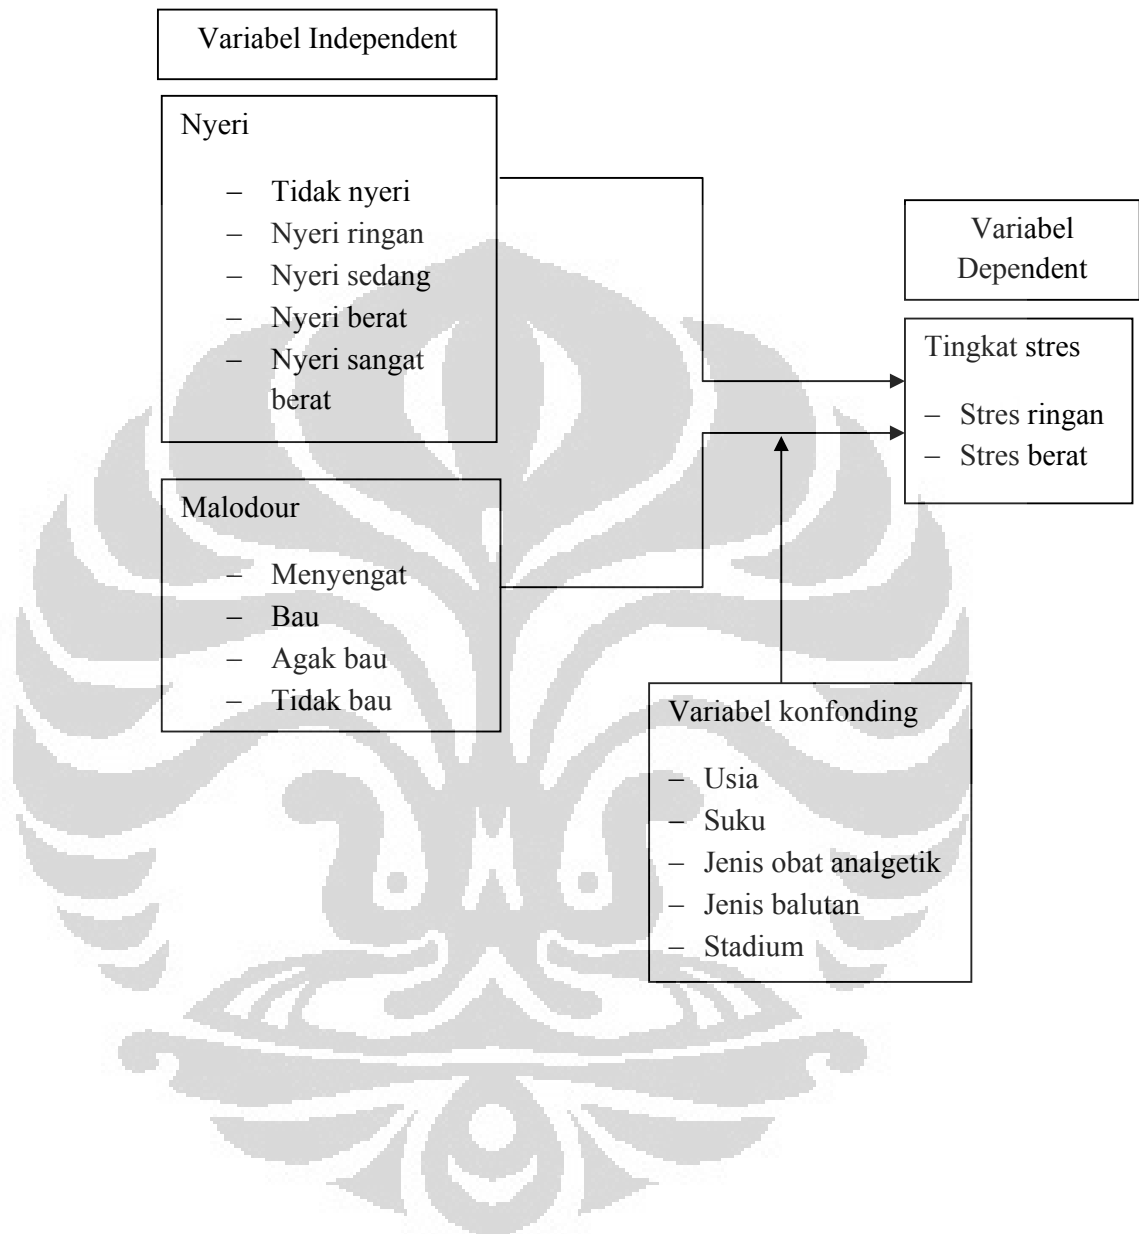 Variabel Independent
Nyeri
– Tidak nyeri
– Nyeri ringan
– Nyeri sedang
– Nyeri berat
– Nyeri sangat
berat
Malodour
– Menyengat
– Bau
– Agak bau
– Tidak bau
Variabel
Dependent
Tingkat stres
– Stres ringan
– Stres berat
Variabel konfonding
– Usia
– Suku
– Jenis obat analgetik
– Jenis balutan
– Stadium